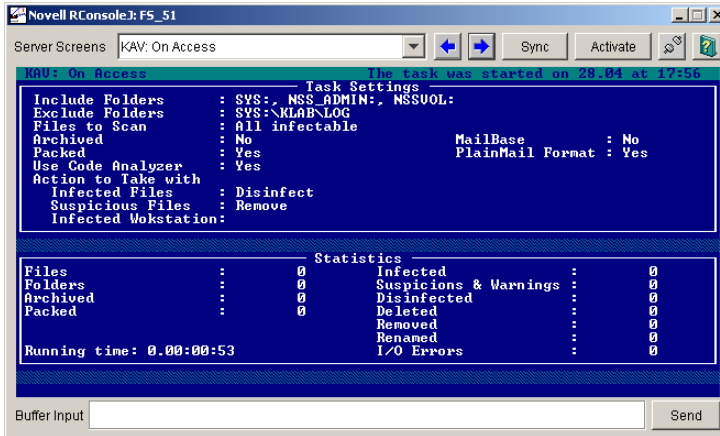 Novell RConsoleJ: FS_51
Server Screens KAV: On Access Sync Activate
KAV: On Access The task was started on 28.04 at 17:56
Task Settings
Include Folders : SYS:, NSS_ADMIN:, NSSVOL:
Exclude Folders : SYS:\KLAB\LOG
Files to Scan : All infectable
Archived : No MailBase : No
Packed : Yes PlainMail Format : Yes
Use Code Analyzer : Yes
Action to Take with
Infected Files : Disinfect
Suspicious Files : Remove
Infected Wokstation:
Statistics
Files : 0 Infected : 0
Folders : 0 Suspicions & Warnings : 0
Archived : 0 Disinfected : 0
Packed : 0 Deleted : 0
Removed : 0
Renamed : 0
Running time: 0.00:00:53 I/O Errors : 0
Buffer Input Send